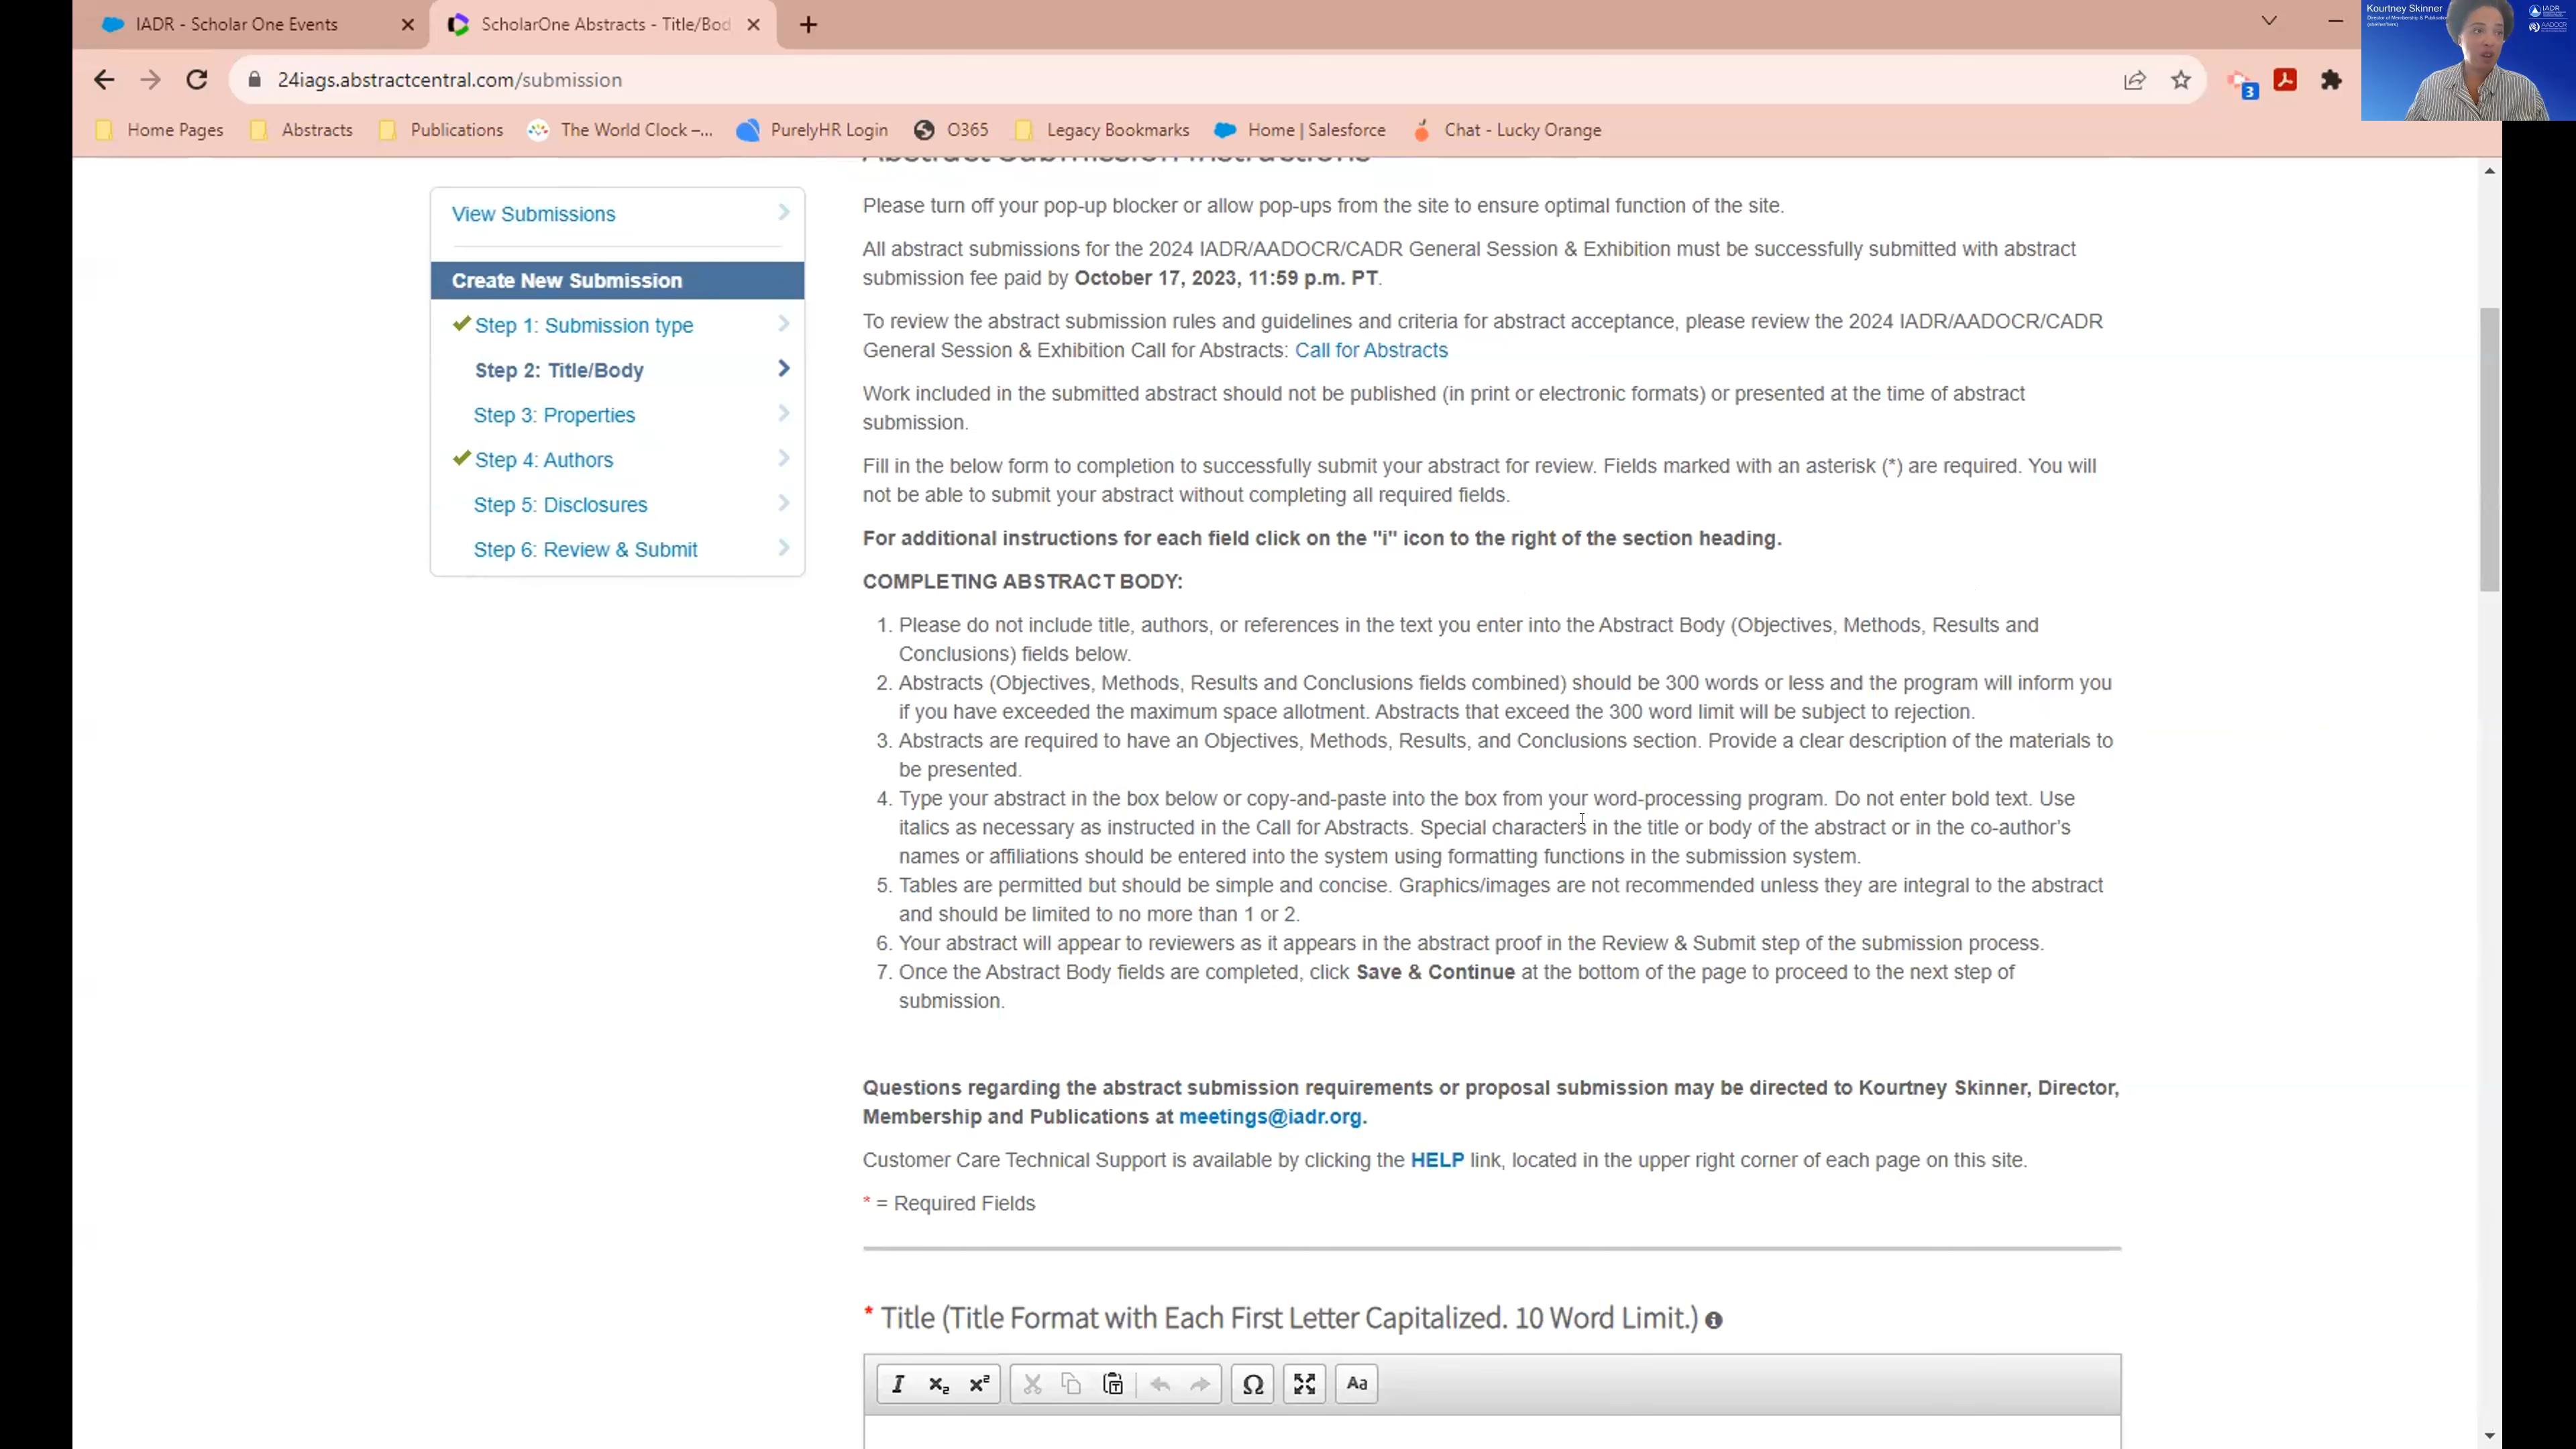 IADR - Scholar One Events
ScholarOne Abstracts - Title/Bod
Kourtney Skinner
Director of Membership & Publicatio
(she/her/hers)
IADR
AADOCR
24iags.abstractcentral.com/submission
3
Home Pages
Abstracts
Publications
The World Clock –...
PurelyHR Login
O365
Legacy Bookmarks
Home | Salesforce
Chat - Lucky Orange
Abstract Submission Instructions
View Submissions
Create New Submission
Step 1: Submission type
Step 2: Title/Body
Step 3: Properties
Step 4: Authors
Step 5: Disclosures
Step 6: Review & Submit
Please turn off your pop-up blocker or allow pop-ups from the site to ensure optimal function of the site.
All abstract submissions for the 2024 IADR/AADOCR/CADR General Session & Exhibition must be successfully submitted with abstract
submission fee paid by October 17, 2023, 11:59 p.m. PT.
To review the abstract submission rules and guidelines and criteria for abstract acceptance, please review the 2024 IADR/AADOCR/CADR
General Session & Exhibition Call for Abstracts: Call for Abstracts
Work included in the submitted abstract should not be published (in print or electronic formats) or presented at the time of abstract
submission.
Fill in the below form to completion to successfully submit your abstract for review. Fields marked with an asterisk (*) are required. You will
not be able to submit your abstract without completing all required fields.
For additional instructions for each field click on the "i" icon to the right of the section heading.
COMPLETING ABSTRACT BODY:
1. Please do not include title, authors, or references in the text you enter into the Abstract Body (Objectives, Methods, Results and
Conclusions) fields below.
2. Abstracts (Objectives, Methods, Results and Conclusions fields combined) should be 300 words or less and the program will inform you
if you have exceeded the maximum space allotment. Abstracts that exceed the 300 word limit will be subject to rejection.
3. Abstracts are required to have an Objectives, Methods, Results, and Conclusions section. Provide a clear description of the materials to
be presented.
4. Type your abstract in the box below or copy-and-paste into the box from your word-processing program. Do not enter bold text. Use
italics as necessary as instructed in the Call for Abstracts. Special characters in the title or body of the abstract or in the co-author's
names or affiliations should be entered into the system using formatting functions in the submission system.
5. Tables are permitted but should be simple and concise. Graphics/images are not recommended unless they are integral to the abstract
and should be limited to no more than 1 or 2.
6. Your abstract will appear to reviewers as it appears in the abstract proof in the Review & Submit step of the submission process.
7. Once the Abstract Body fields are completed, click Save & Continue at the bottom of the page to proceed to the next step of
submission.
Questions regarding the abstract submission requirements or proposal submission may be directed to Kourtney Skinner, Director,
Membership and Publications at meetings@iadr.org.
Customer Care Technical Support is available by clicking the HELP link, located in the upper right corner of each page on this site.
* = Required Fields
* Title (Title Format with Each First Letter Capitalized. 10 Word Limit.)
I x₂ x² Ω Aa